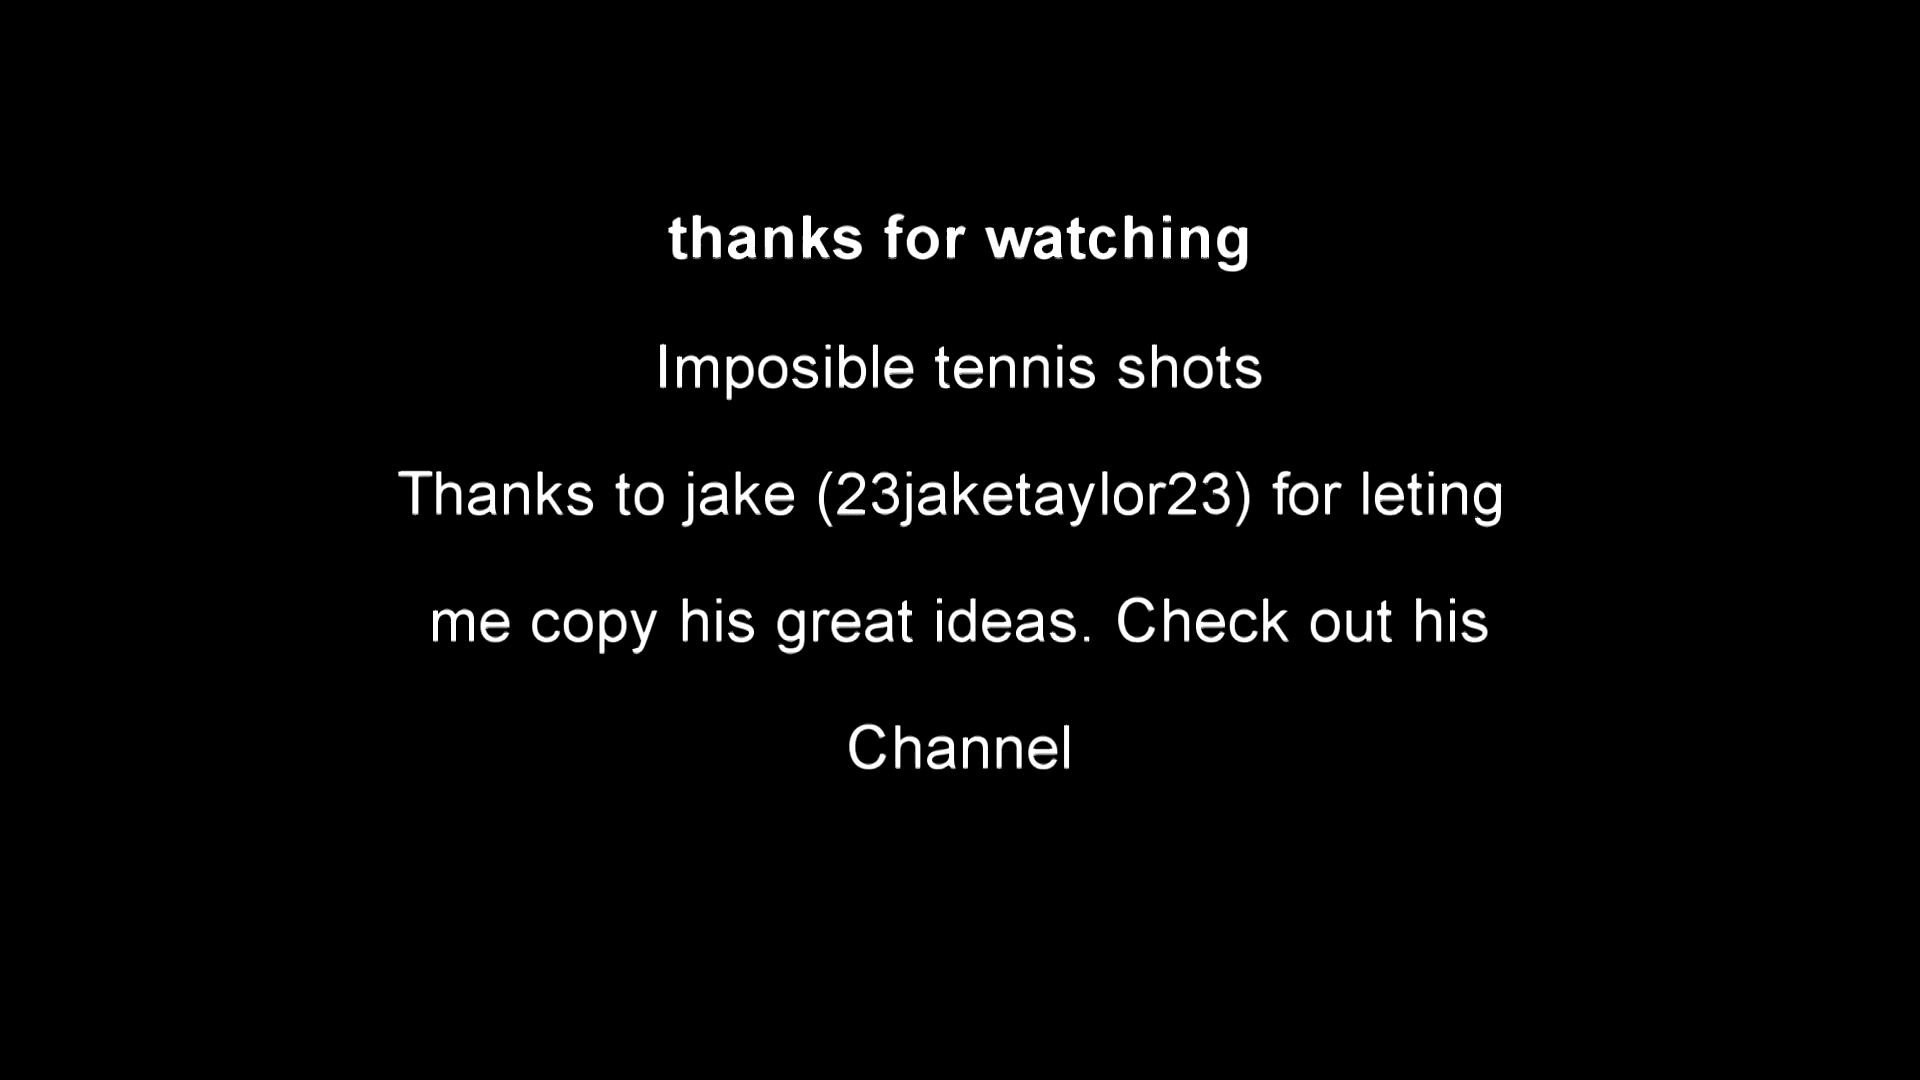 thanks for watching
Imposible tennis shots
Thanks to jake (23jaketaylor23) for leting
me copy his great ideas. Check out his
Channel